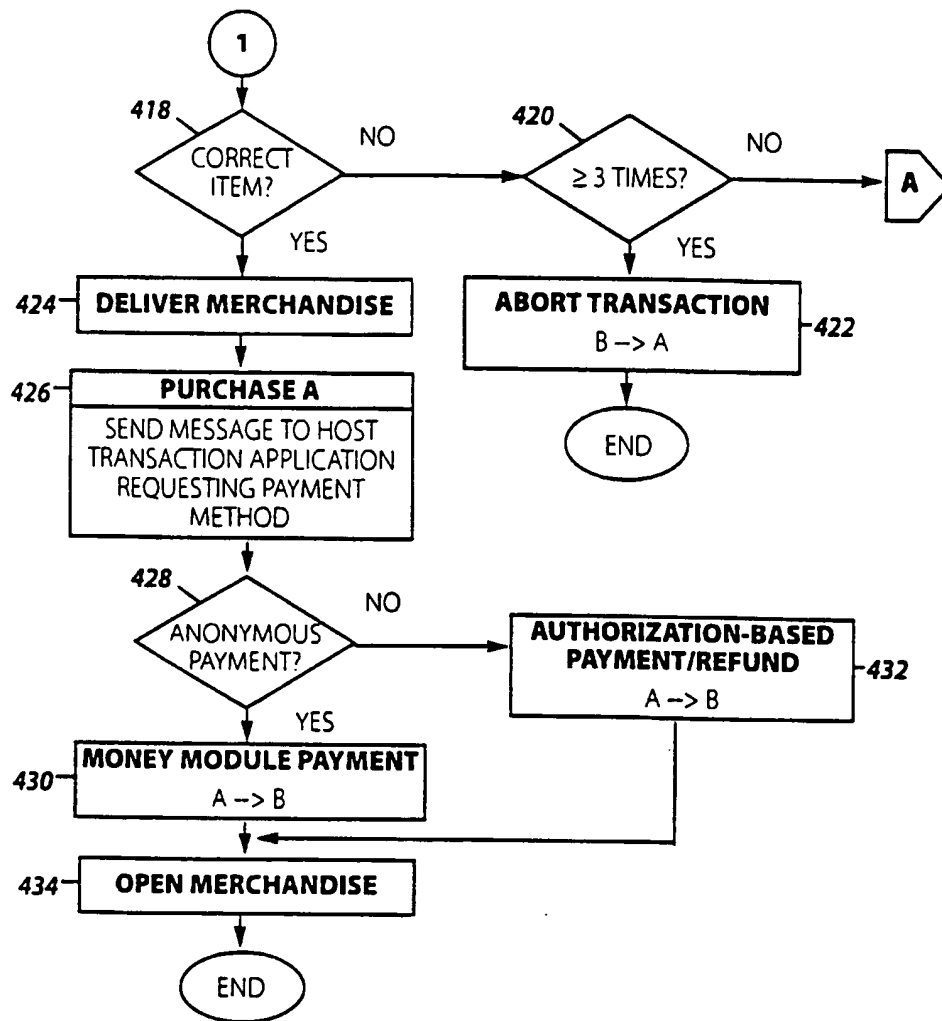 1
418
CORRECT
ITEM?
NO
420
≥ 3 TIMES?
NO
A
YES
YES
424
DELIVER MERCHANDISE
ABORT TRANSACTION
B --> A
422
426
PURCHASE A
SEND MESSAGE TO HOST
TRANSACTION APPLICATION
REQUESTING PAYMENT
METHOD
END
428
ANONYMOUS
PAYMENT?
NO
AUTHORIZATION-BASED
PAYMENT/REFUND
A --> B
432
YES
430
MONEY MODULE PAYMENT
A --> B
434
OPEN MERCHANDISE
END